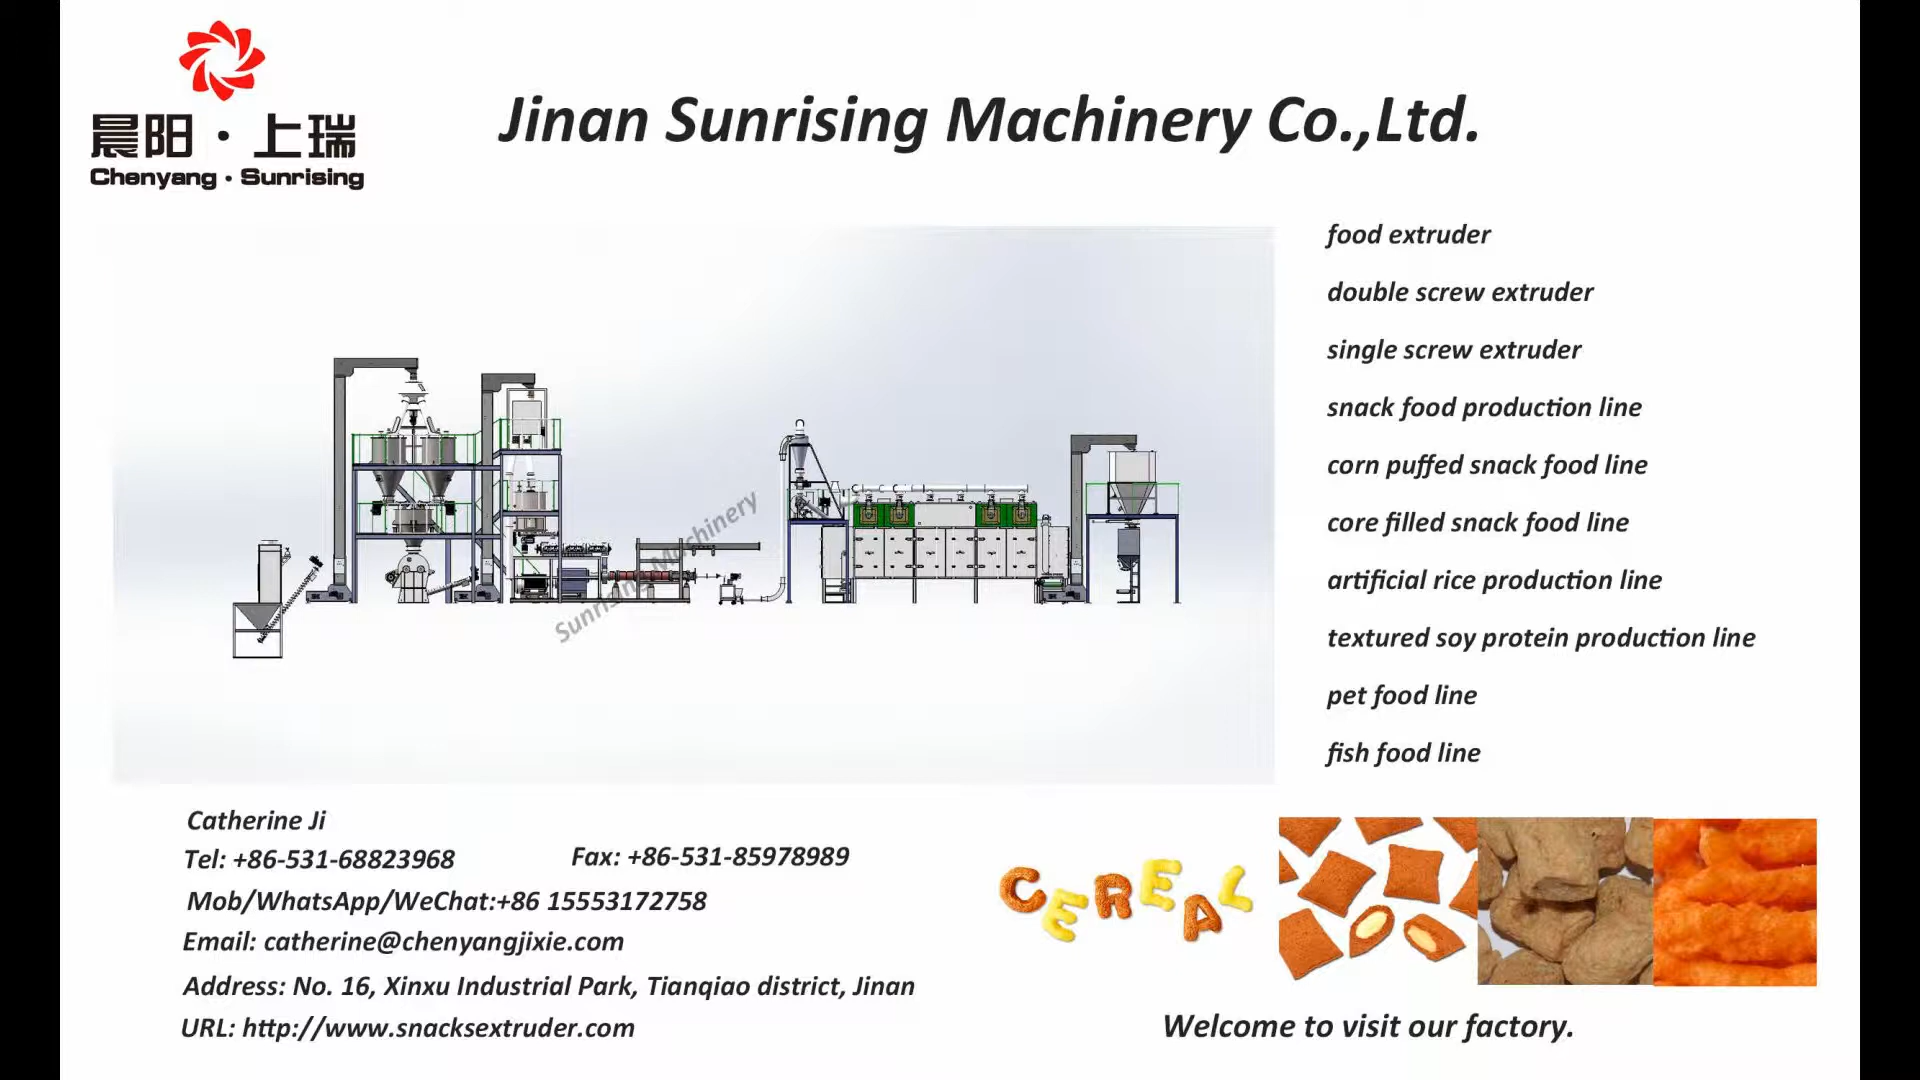 晨阳·上瑞
Chenyang·Sunrising
Jinan Sunrising Machinery Co.,Ltd.
food extruder
double screw extruder
single screw extruder
snack food production line
corn puffed snack food line
core filled snack food line
artificial rice production line
textured soy protein production line
pet food line
fish food line
Sunrising Machinery
Catherine Ji
Tel: +86-531-68823968 Fax: +86-531-85978989
Mob/WhatsApp/WeChat:+86 15553172758
Email: catherine@chenyangjixie.com
Address: No. 16, Xinxu Industrial Park, Tianqiao district, Jinan
URL: http://www.snacksextruder.com
CEREAL
Welcome to visit our factory.